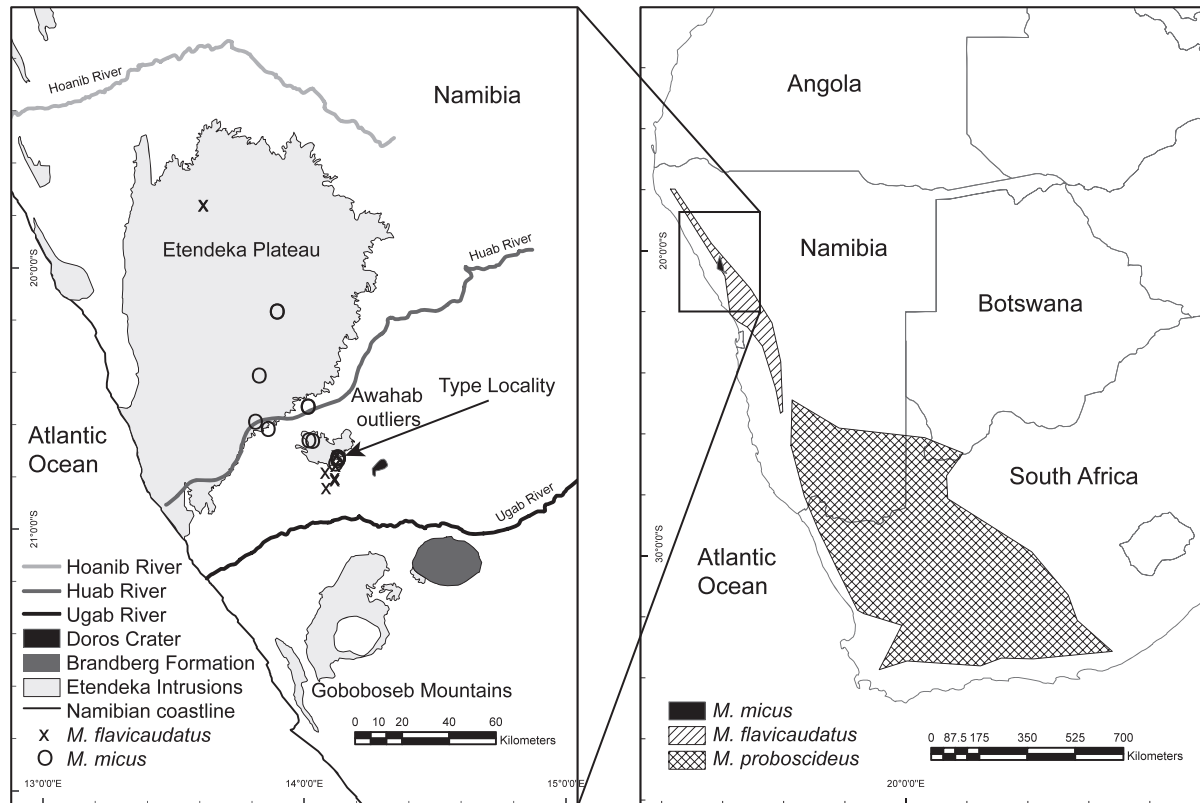 Hoanib River
Namibia
x
Etendeka Plateau
Huab River
20°0'0"S
O
O
O
O
O
O
Awahab
outliers
Type Locality
x
x
Atlantic
Ocean
Ugab River
21°0'0"S
Hoanib River
Huab River
Ugab River
Doros Crater
Brandberg Formation
Etendeka Intrusions
Namibian coastline
x M. flavicaudatus
O M. micus
Goboboseb Mountains
0 10 20 40 60
Kilometers
13°0'0"E
14°0'0"E
15°0'0"E
Angola
Namibia
20°0'0"S
Botswana
South Africa
30°0'0"S
Atlantic
Ocean
M. micus
M. flavicaudatus
M. proboscideus
0 87.5 175 350 525 700
Kilometers
20°0'0"E